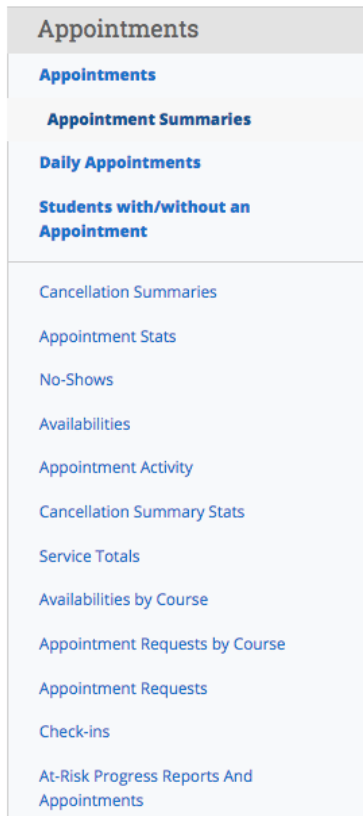 Appointments
Appointments
Appointment Summaries
Daily Appointments
Students with/without an
Appointment
Cancellation Summaries
Appointment Stats
No-Shows
Availabilities
Appointment Activity
Cancellation Summary Stats
Service Totals
Availabilities by Course
Appointment Requests by Course
Appointment Requests
Check-ins
At-Risk Progress Reports And
Appointments